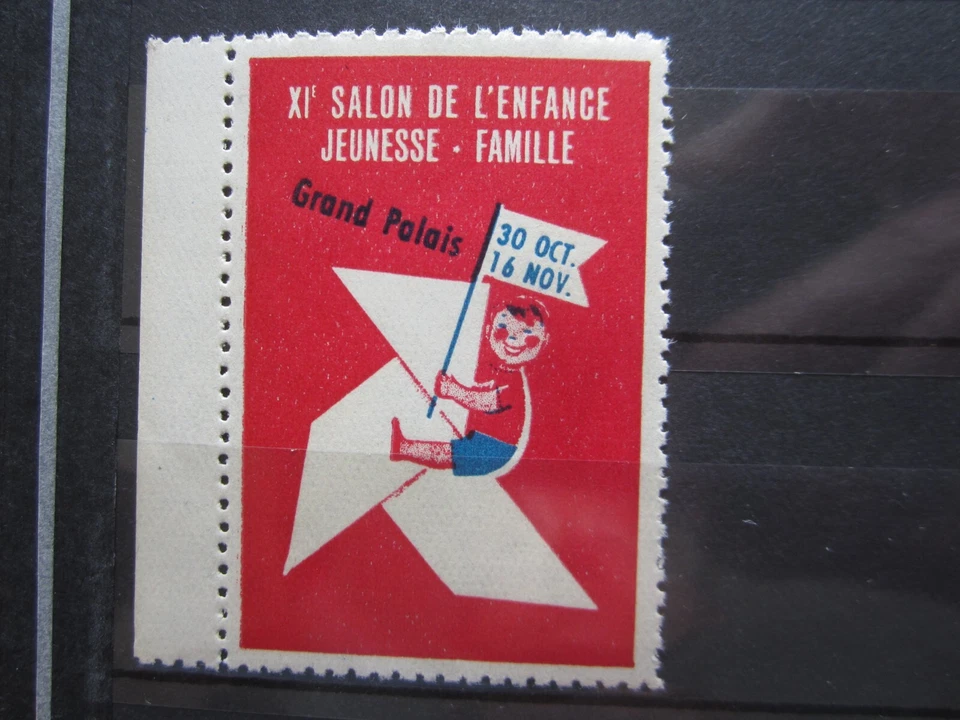 XIE SALON DE L'ENFANCE
JEUNESSE · FAMILLE
Grand Palais
30 OCT.
16 NOV.